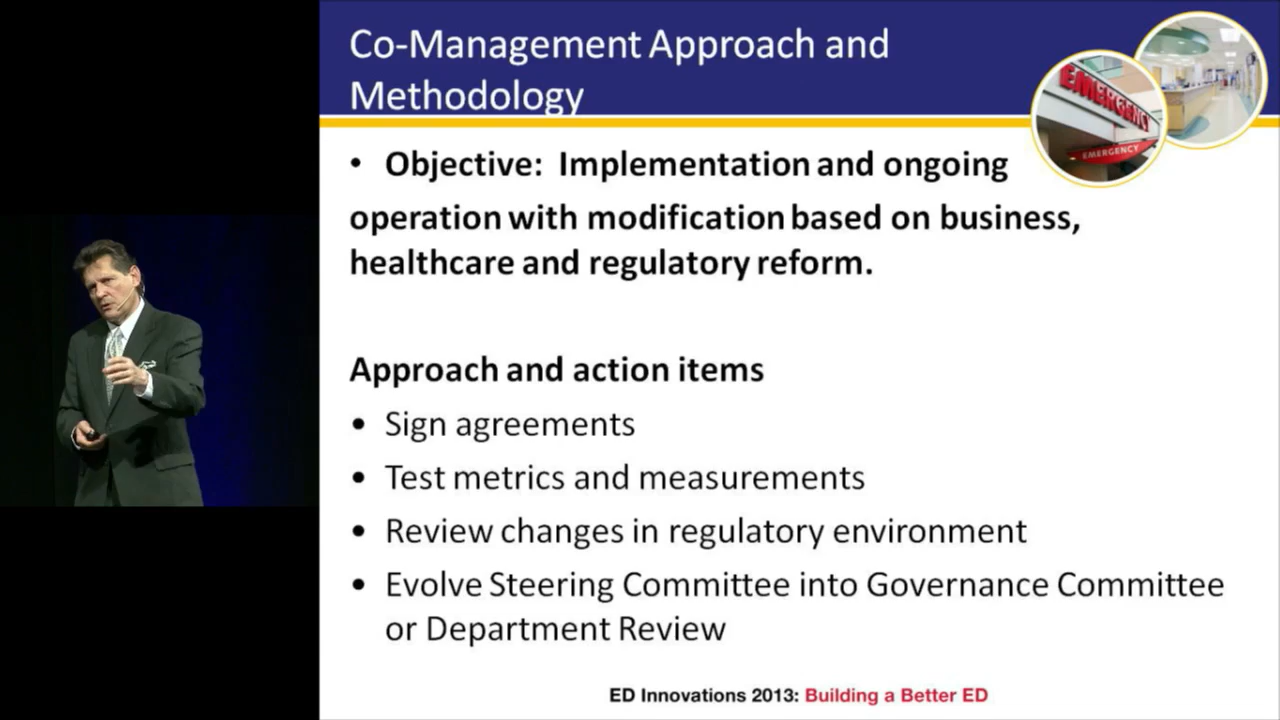 Co-Management Approach and
Methodology
EMERGENCY
EMERGENCY
• Objective: Implementation and ongoing
operation with modification based on business,
healthcare and regulatory reform.
Approach and action items
• Sign agreements
• Test metrics and measurements
• Review changes in regulatory environment
• Evolve Steering Committee into Governance Committee
or Department Review
ED Innovations 2013: Building a Better ED